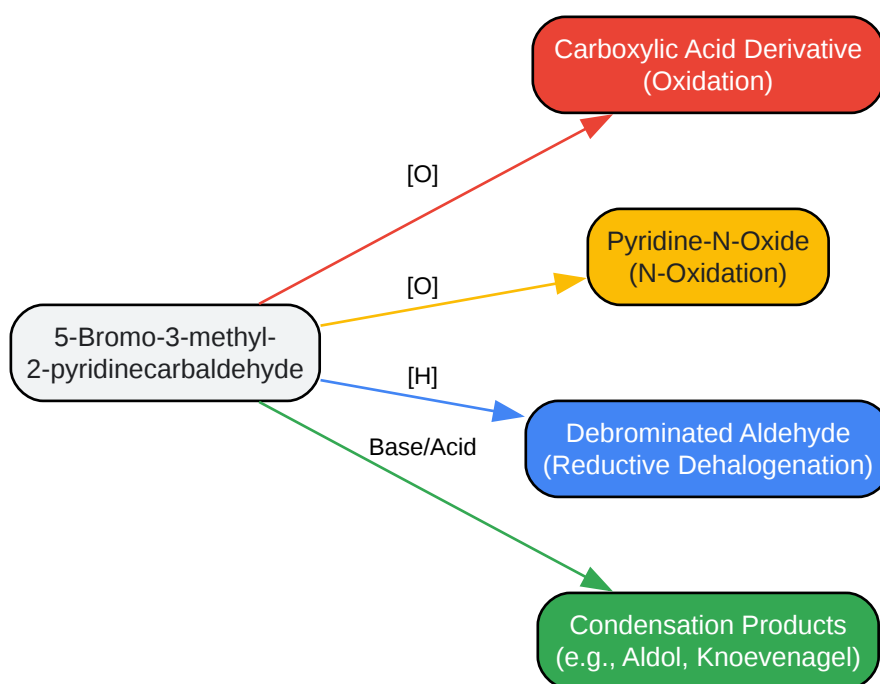 Carboxylic Acid Derivative
(Oxidation)
[O]
Pyridine-N-Oxide
(N-Oxidation)
[O]
5-Bromo-3-methyl-
2-pyridinecarbaldehyde
[H]
Debrominated Aldehyde
(Reductive Dehalogenation)
Base/Acid
Condensation Products
(e.g., Aldol, Knoevenagel)